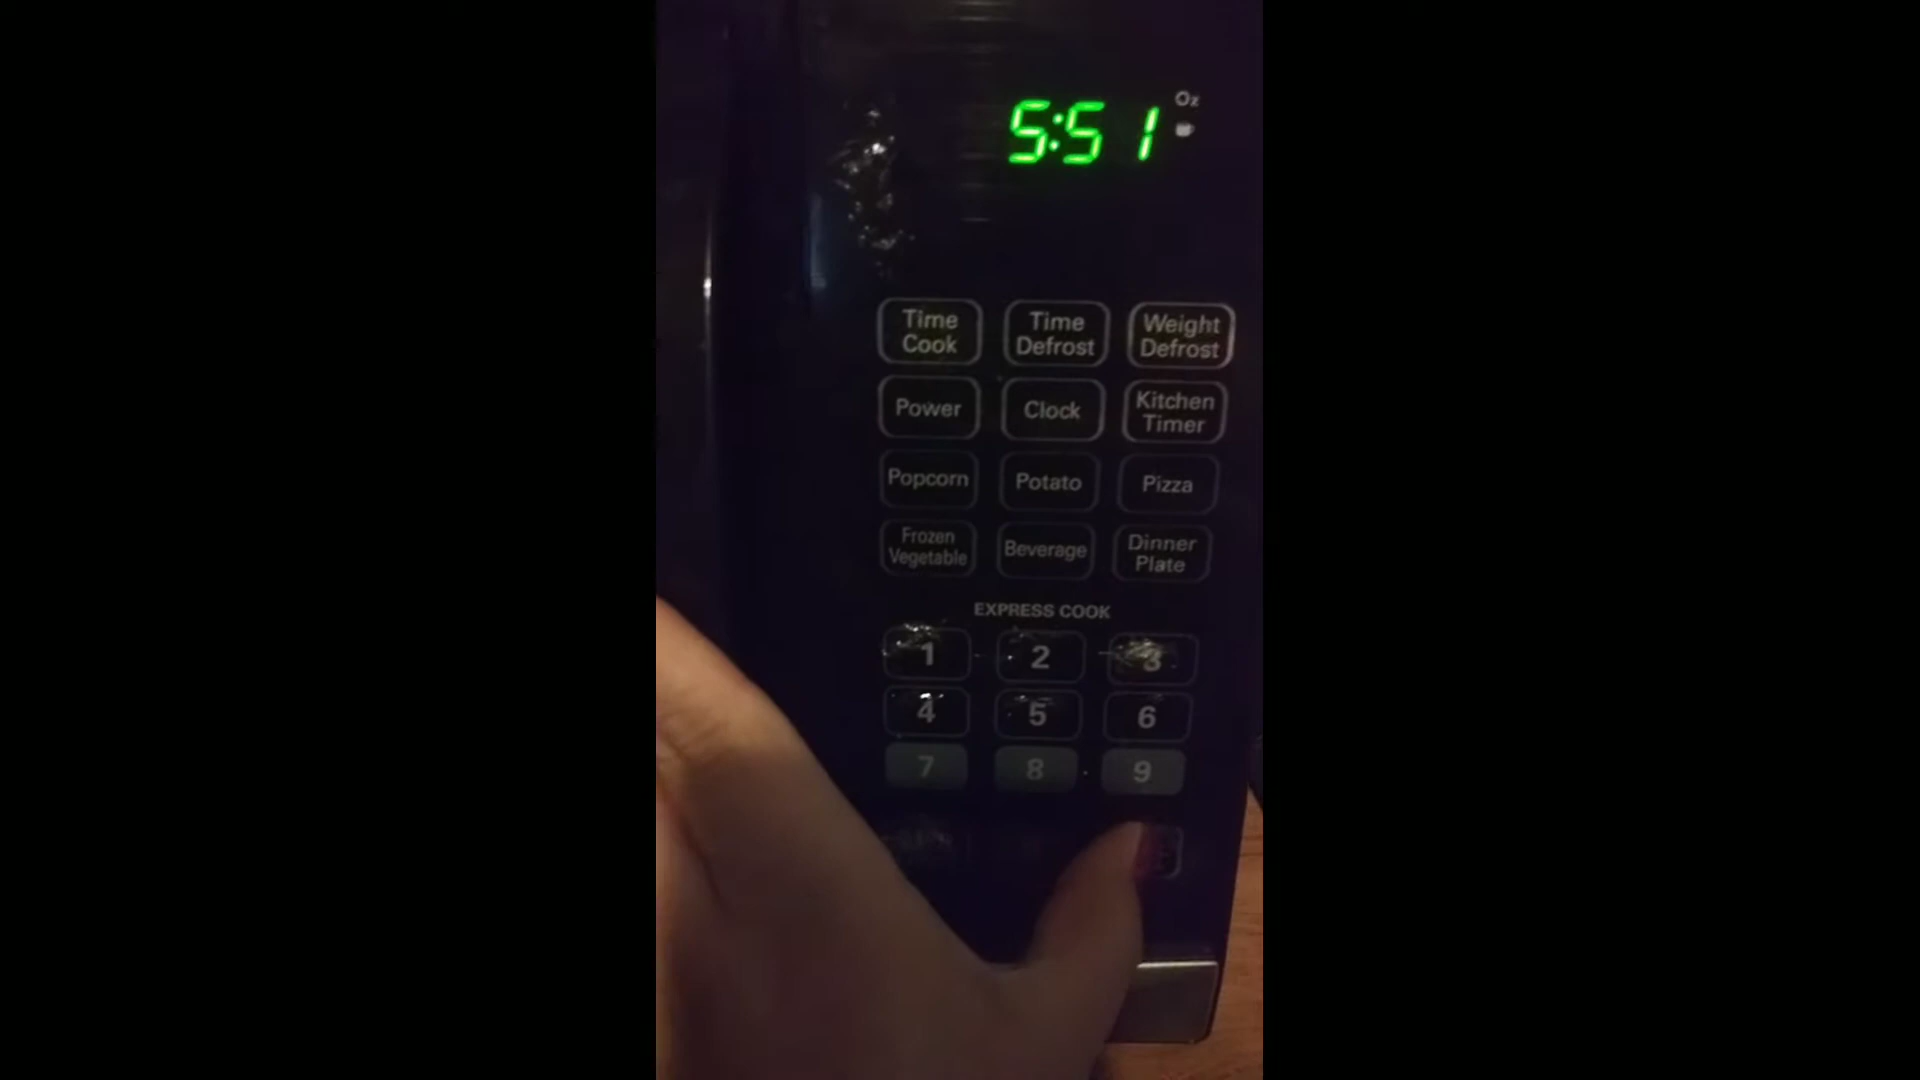 5:51
Oz
Time Cook
Time Defrost
Weight Defrost
Power
Clock
Kitchen Timer
Popcorn
Potato
Pizza
Frozen Vegetable
Beverage
Dinner Plate
EXPRESS COOK
1 2 3
4 5 6
7 8 9